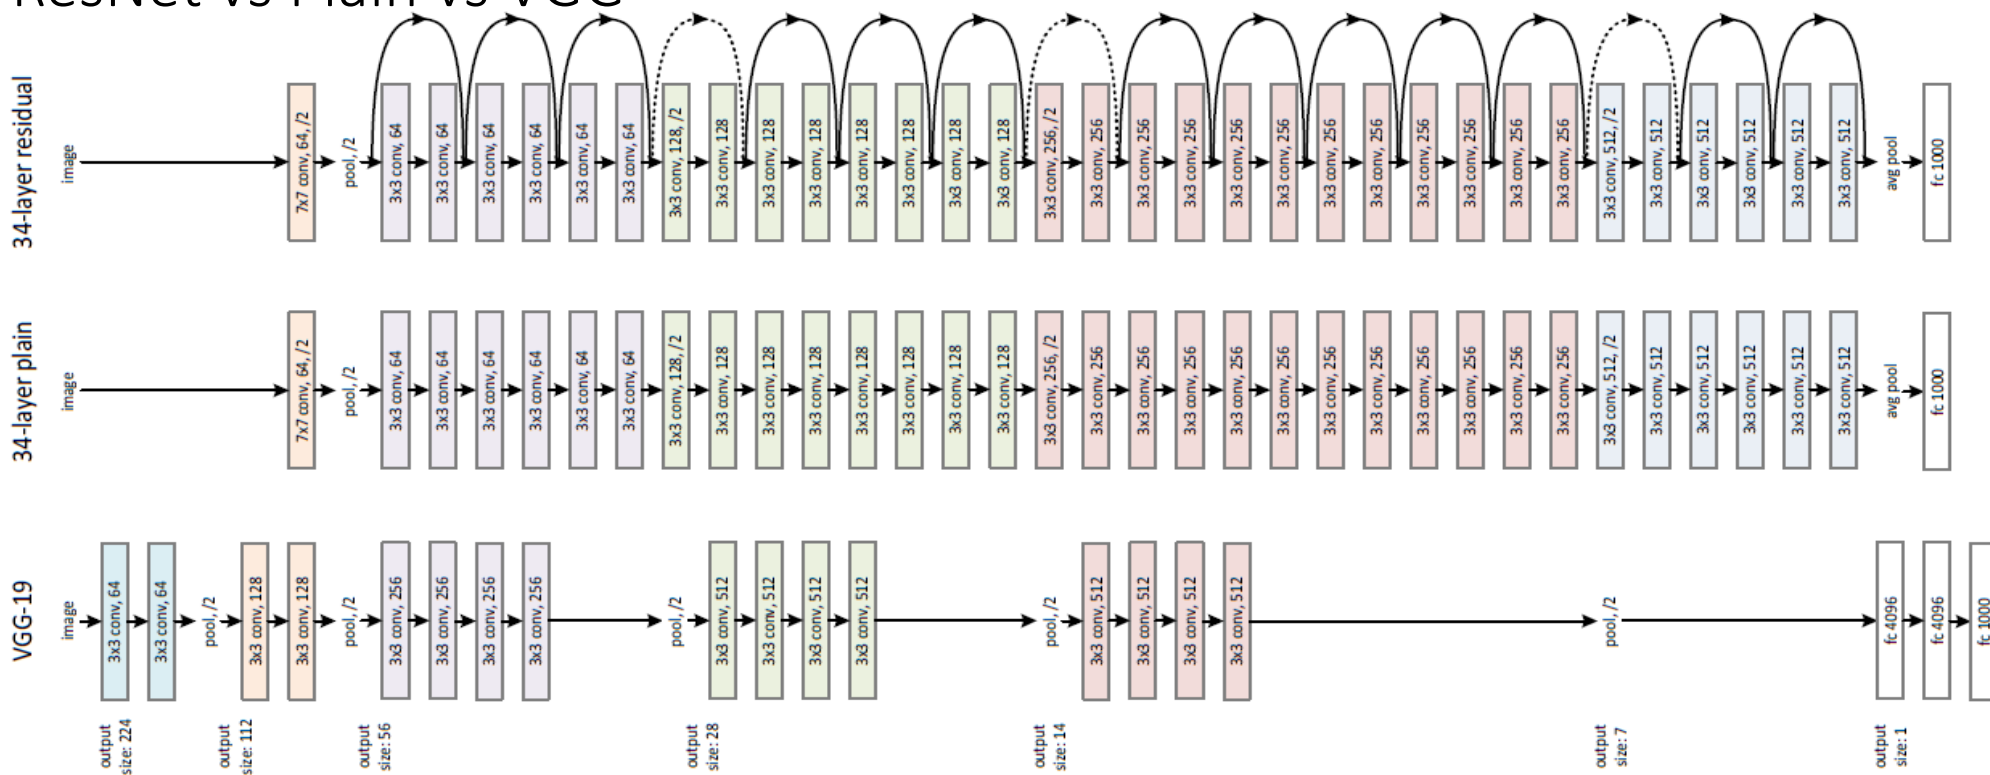 ResNet vs Plain vs VGG
34-layer residual
image
7x7 conv, 64, /2
pool, /2
3x3 conv, 64
3x3 conv, 64
3x3 conv, 64
3x3 conv, 64
3x3 conv, 64
3x3 conv, 64
3x3 conv, 128, /2
3x3 conv, 128
3x3 conv, 128
3x3 conv, 128
3x3 conv, 128
3x3 conv, 128
3x3 conv, 128
3x3 conv, 128
3x3 conv, 256, /2
3x3 conv, 256
3x3 conv, 256
3x3 conv, 256
3x3 conv, 256
3x3 conv, 256
3x3 conv, 256
3x3 conv, 256
3x3 conv, 256
3x3 conv, 256
3x3 conv, 256
3x3 conv, 256
3x3 conv, 512, /2
3x3 conv, 512
3x3 conv, 512
3x3 conv, 512
3x3 conv, 512
3x3 conv, 512
avg pool
fc 1000
34-layer plain
image
7x7 conv, 64, /2
pool, /2
3x3 conv, 64
3x3 conv, 64
3x3 conv, 64
3x3 conv, 64
3x3 conv, 64
3x3 conv, 64
3x3 conv, 128, /2
3x3 conv, 128
3x3 conv, 128
3x3 conv, 128
3x3 conv, 128
3x3 conv, 128
3x3 conv, 128
3x3 conv, 128
3x3 conv, 256, /2
3x3 conv, 256
3x3 conv, 256
3x3 conv, 256
3x3 conv, 256
3x3 conv, 256
3x3 conv, 256
3x3 conv, 256
3x3 conv, 256
3x3 conv, 256
3x3 conv, 256
3x3 conv, 256
3x3 conv, 512, /2
3x3 conv, 512
3x3 conv, 512
3x3 conv, 512
3x3 conv, 512
3x3 conv, 512
avg pool
fc 1000
VGG-19
image
3x3 conv, 64
3x3 conv, 64
pool, /2
3x3 conv, 128
3x3 conv, 128
pool, /2
3x3 conv, 256
3x3 conv, 256
3x3 conv, 256
3x3 conv, 256
pool, /2
3x3 conv, 512
3x3 conv, 512
3x3 conv, 512
3x3 conv, 512
pool, /2
3x3 conv, 512
3x3 conv, 512
3x3 conv, 512
3x3 conv, 512
pool, /2
fc 4096
fc 4096
fc 1000
output
size: 224
output
size: 112
output
size: 56
output
size: 28
output
size: 14
output
size: 7
output
size: 1